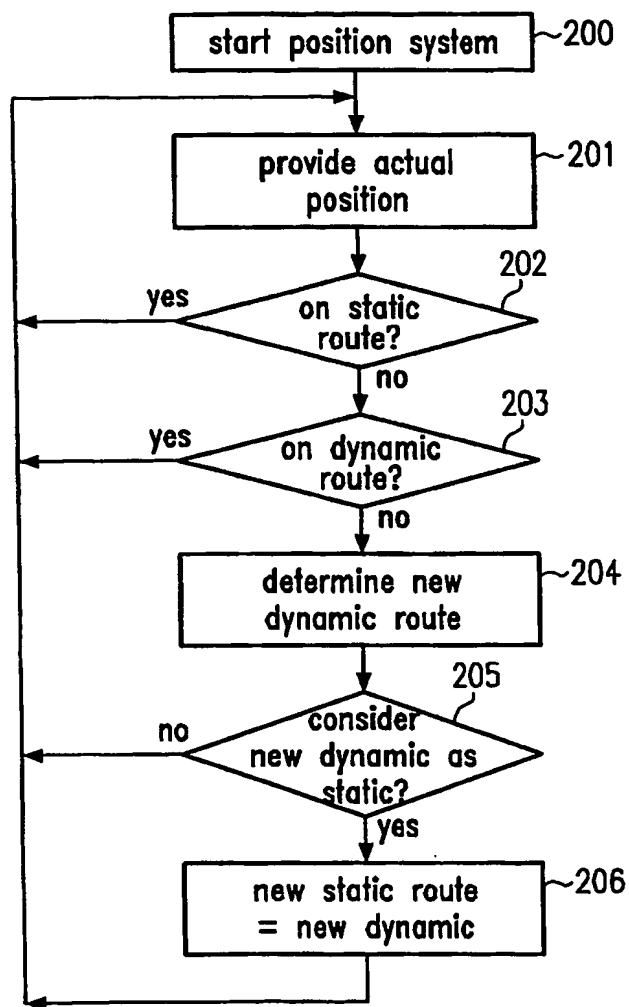 start position system
200
provide actual
position
201
202
yes
on static
route?
no
203
yes
on dynamic
route?
no
determine new
dynamic route
204
205
no
consider
new dynamic as
static?
yes
new static route
= new dynamic
206